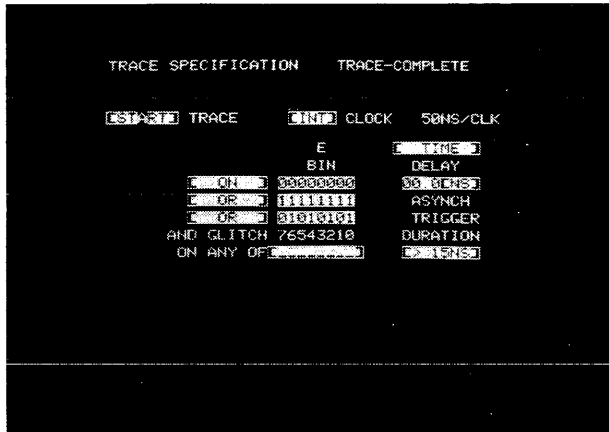 TRACE SPECIFICATION TRACE-COMPLETE
[START] TRACE [INT] CLOCK 50NS/CLK
E [ TIME ]
BIN DELAY
[ ON ] 00000000
[ OR ] 11111111 ASYNCH
[ OR ] 01010101 TRIGGER
AND GLITCH 76543210 DURATION
ON ANY OF[........] [> 15NS]